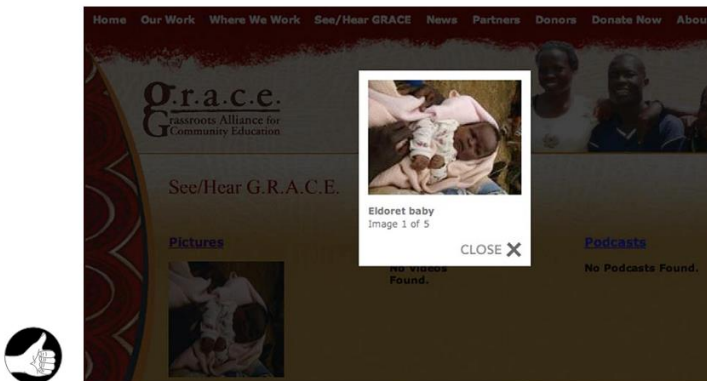 Home Our Work Where We Work See/Hear GRACE News Partners Donors Donate Now Abou
g.r.a.c.e.
Grassroots Alliance for
Community Education
See/Hear G.R.A.C.E.
Eldoret baby
Image 1 of 5
CLOSE X
Pictures
Podcasts
No Videos
Found.
No Podcasts Found.